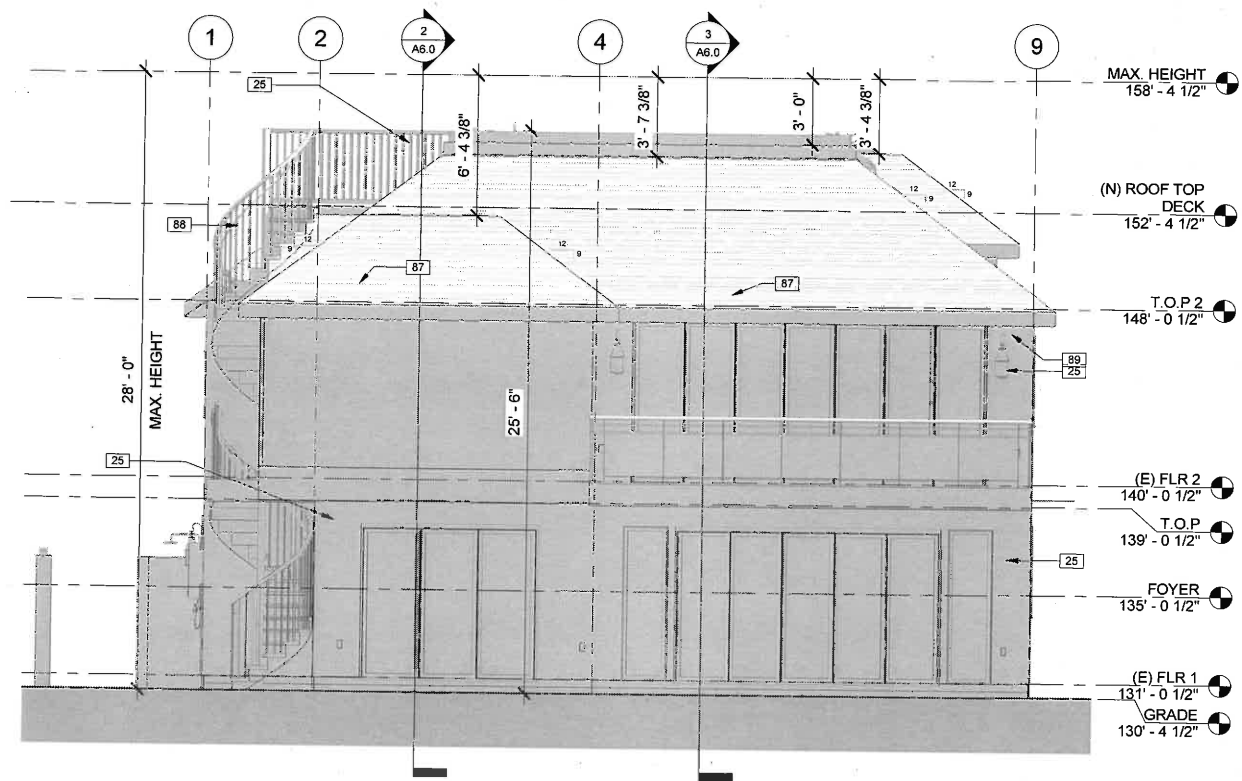 1
2
2
A6.0
4
3
A6.0
9
MAX. HEIGHT
158' - 4 1/2"
25
6' - 4 3/8"
3' - 7 3/8"
3' - 0"
3' - 4 3/8"
12
9
12
9
(N) ROOF TOP
DECK
152' - 4 1/2"
88
12
9
12
9
87
87
T.O.P 2
148' - 0 1/2"
28' - 0"
MAX. HEIGHT
25' - 6"
89
25
25
(E) FLR 2
140' - 0 1/2"
T.O.P
139' - 0 1/2"
25
FOYER
135' - 0 1/2"
(E) FLR 1
131' - 0 1/2"
GRADE
130' - 4 1/2"